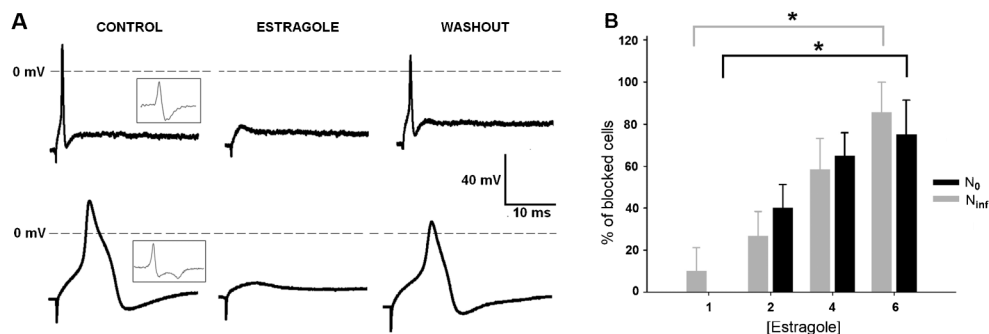 A
CONTROL
ESTRAGOLE
WASHOUT
0 mV
40 mV
10 ms
0 mV
B
*
*
120
100
80
60
40
20
0
% of blocked cells
1
2
4
6
[Estragole]
N₀
Nᵢₙf